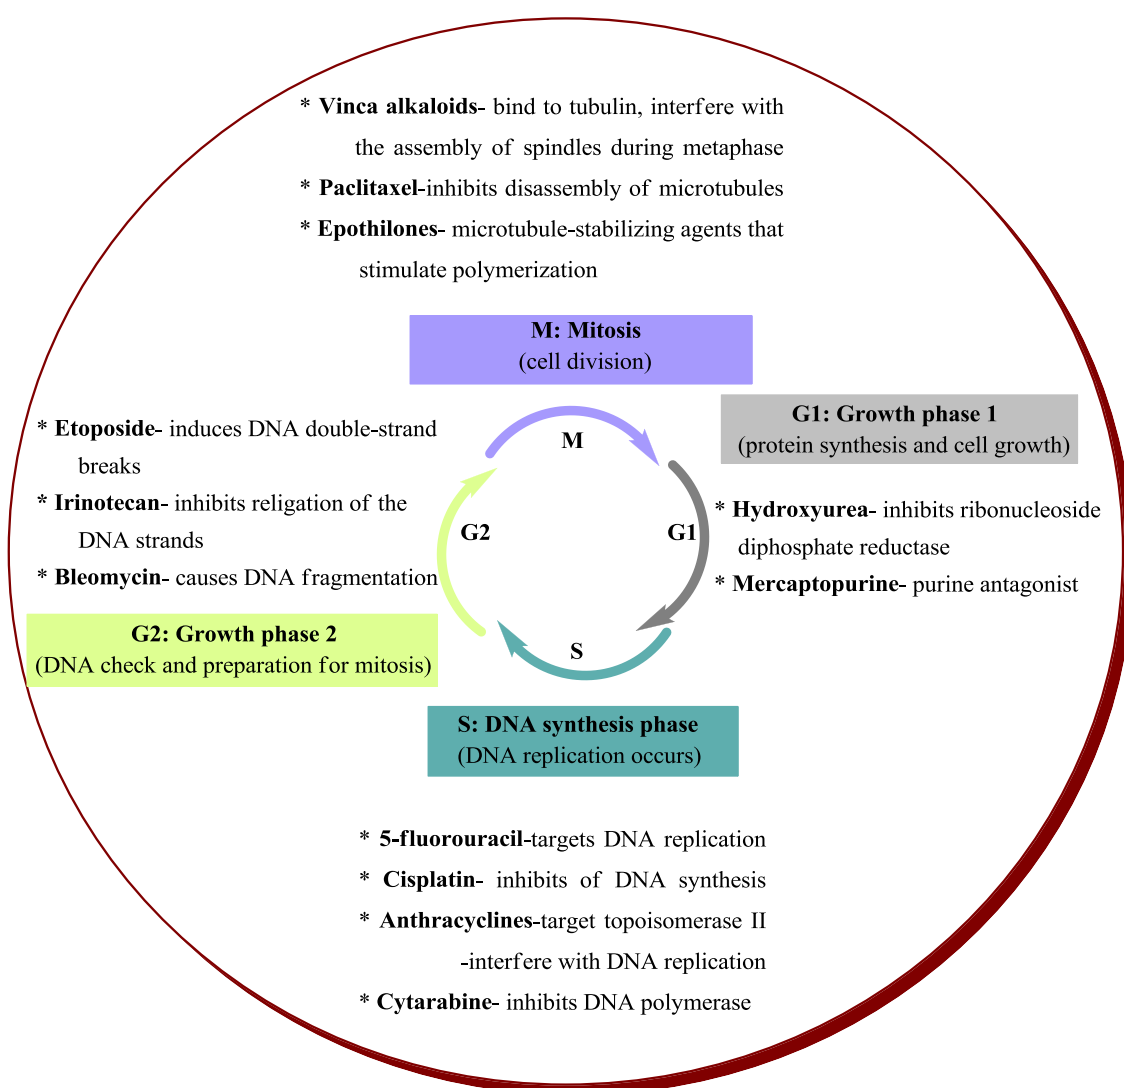 * Vinca alkaloids- bind to tubulin, interfere with
the assembly of spindles during metaphase
* Paclitaxel-inhibits disassembly of microtubules
* Epothilones- microtubule-stabilizing agents that
stimulate polymerization
M: Mitosis
(cell division)
M
G1: Growth phase 1
(protein synthesis and cell growth)
* Etoposide- induces DNA double-strand
breaks
* Irinotecan- inhibits religation of the
DNA strands
* Bleomycin- causes DNA fragmentation
G2
G1
* Hydroxyurea- inhibits ribonucleoside
diphosphate reductase
* Mercaptopurine- purine antagonist
G2: Growth phase 2
(DNA check and preparation for mitosis)
S
S: DNA synthesis phase
(DNA replication occurs)
* 5-fluorouracil-targets DNA replication
* Cisplatin- inhibits of DNA synthesis
* Anthracyclines-target topoisomerase II
-interfere with DNA replication
* Cytarabine- inhibits DNA polymerase